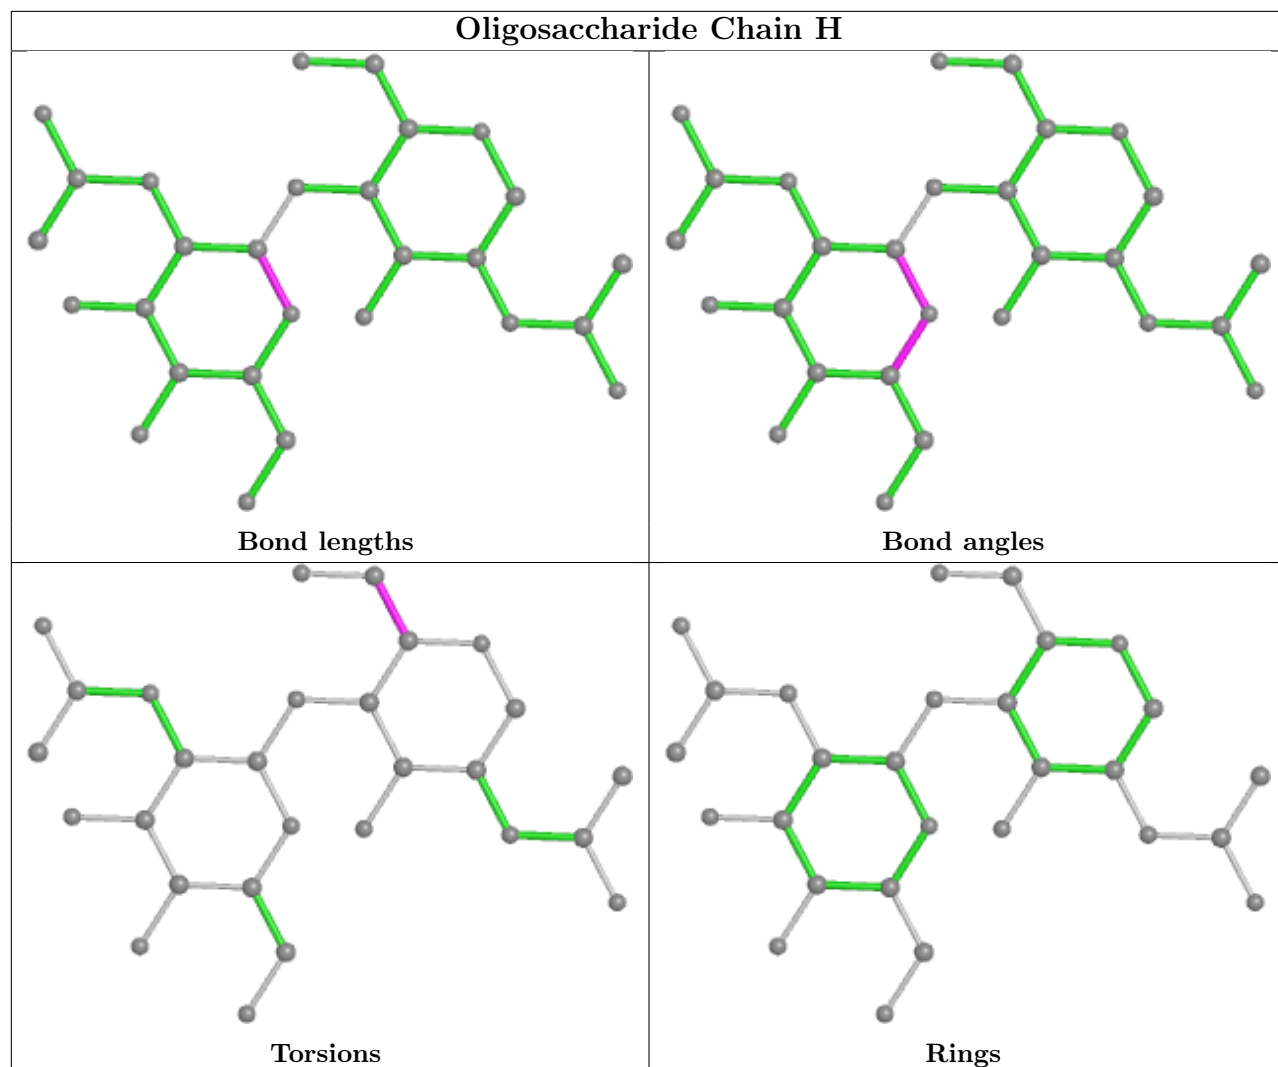 Oligosaccharide Chain H
Bond lengths
Bond angles
Torsions
Rings